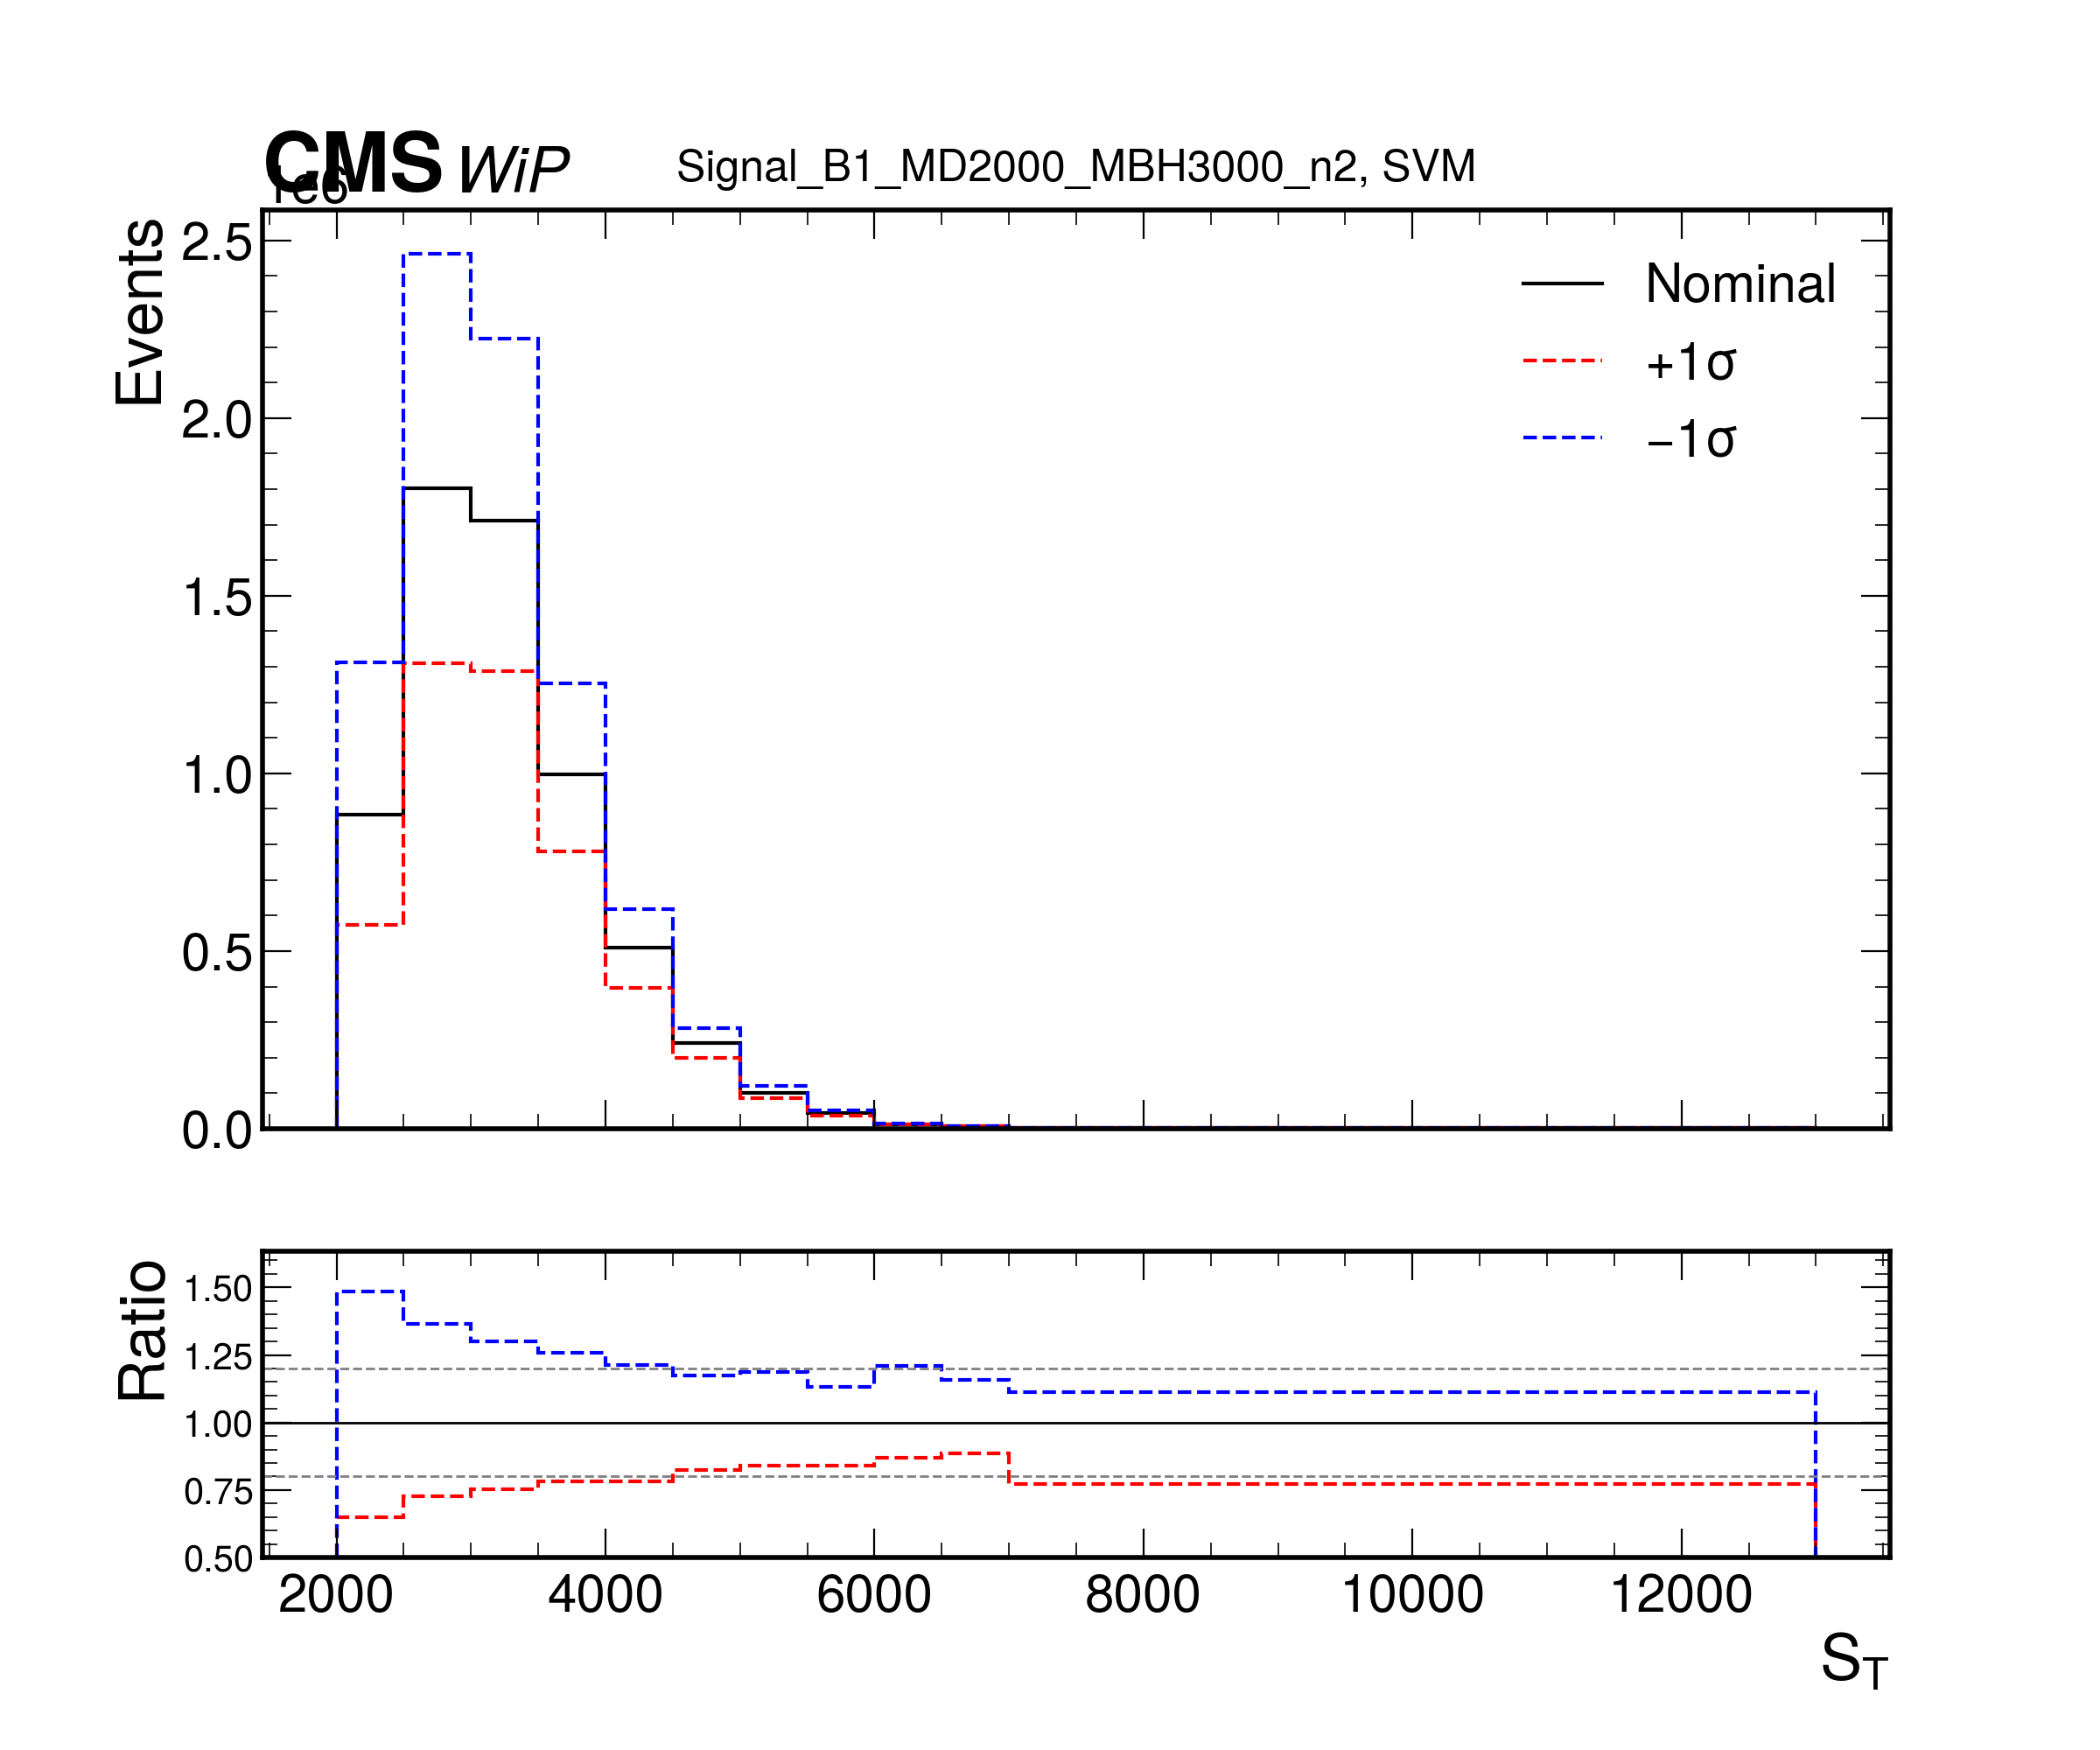 CMS WiP
1e6
Signal_B1_MD2000_MBH3000_n2, SVM
Events
2.5
2.0
1.5
1.0
0.5
0.0
Nominal
+1σ
−1σ
Ratio
1.50
1.25
1.00
0.75
0.50
2000 4000 6000 8000 10000 12000
S_T